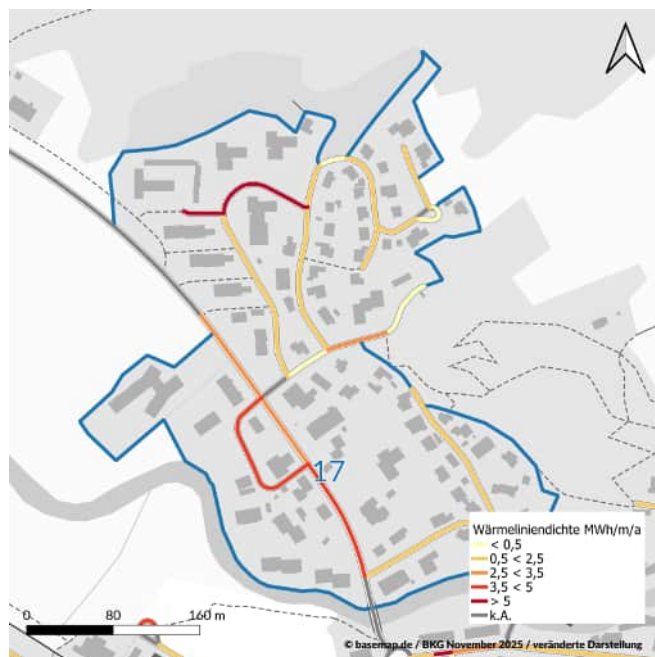 17
Wärmeliniendichte MWh/m/a
< 0,5
0,5 < 2,5
2,5 < 3,5
3,5 < 5
> 5
k.A.
0 80 160 m
© basemap.de / BKG November 2025 / veränderte Darstellung